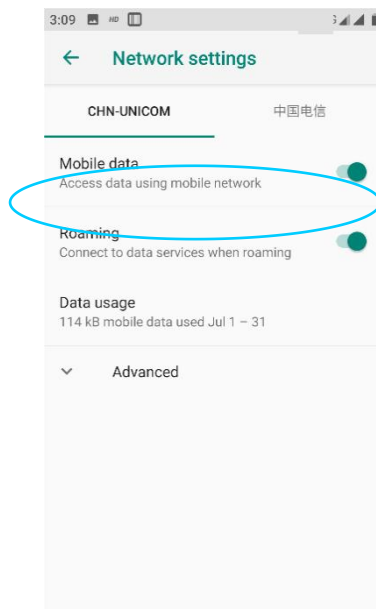 3:09 HD
Network settings
CHN-UNICOM 中国电信
Mobile data
Access data using mobile network
Roaming
Connect to data services when roaming
Data usage
114 kB mobile data used Jul 1 – 31
Advanced